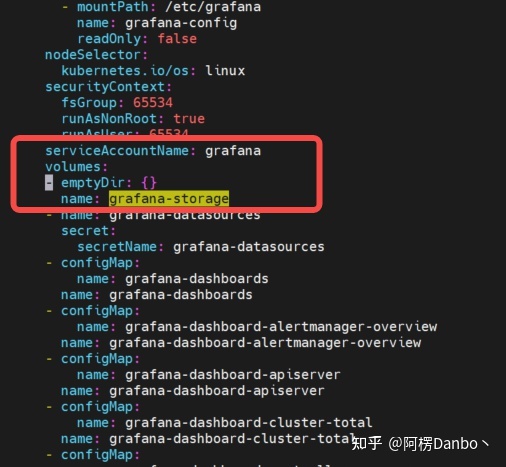 - mountPath: /etc/grafana
name: grafana-config
readOnly: false
nodeSelector:
kubernetes.io/os: linux
securityContext:
fsGroup: 65534
runAsNonRoot: true
runAsUser: 65534
serviceAccountName: grafana
volumes:
- emptyDir: {}
name: grafana-storage
- name: grafana-datasources
secret:
secretName: grafana-datasources
- configMap:
name: grafana-dashboards
name: grafana-dashboards
- configMap:
name: grafana-dashboard-alertmanager-overview
name: grafana-dashboard-alertmanager-overview
- configMap:
name: grafana-dashboard-apiserver
name: grafana-dashboard-apiserver
- configMap:
name: grafana-dashboard-cluster-total
name: grafana-dashboard-cluster-total
- configMap:
知乎 @阿楞Danbo丶